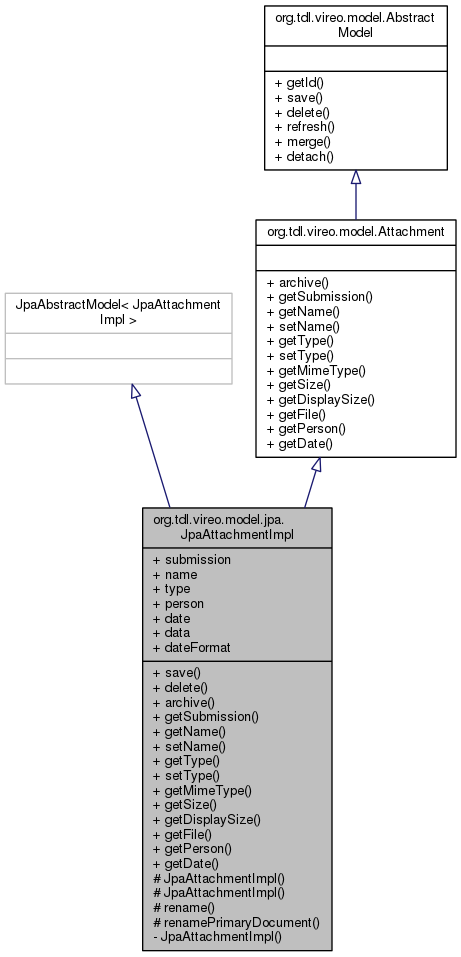 org.tdl.vireo.model.Abstract
Model
+ getId()
+ save()
+ delete()
+ refresh()
+ merge()
+ detach()
org.tdl.vireo.model.Attachment
+ archive()
+ getSubmission()
+ getName()
+ setName()
+ getType()
+ setType()
+ getMimeType()
+ getSize()
+ getDisplaySize()
+ getFile()
+ getPerson()
+ getDate()
JpaAbstractModel< JpaAttachment
Impl >
org.tdl.vireo.model.jpa.
JpaAttachmentImpl
+ submission
+ name
+ type
+ person
+ date
+ data
+ dateFormat
+ save()
+ delete()
+ archive()
+ getSubmission()
+ getName()
+ setName()
+ getType()
+ setType()
+ getMimeType()
+ getSize()
+ getDisplaySize()
+ getFile()
+ getPerson()
+ getDate()
# JpaAttachmentImpl()
# JpaAttachmentImpl()
# rename()
# renamePrimaryDocument()
- JpaAttachmentImpl()